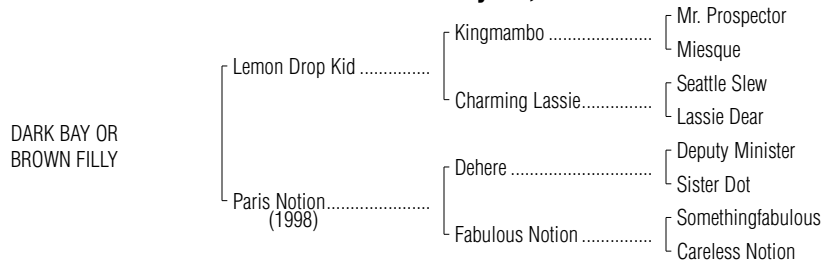 Mr. Prospector
Kingmambo ....................
Miesque
Lemon Drop Kid ...............
Seattle Slew
Charming Lassie..............
Lassie Dear
DARK BAY OR
BROWN FILLY
Deputy Minister
Dehere ............................
Sister Dot
Paris Notion.....................
(1998)
Somethingfabulous
Fabulous Notion ..............
Careless Notion